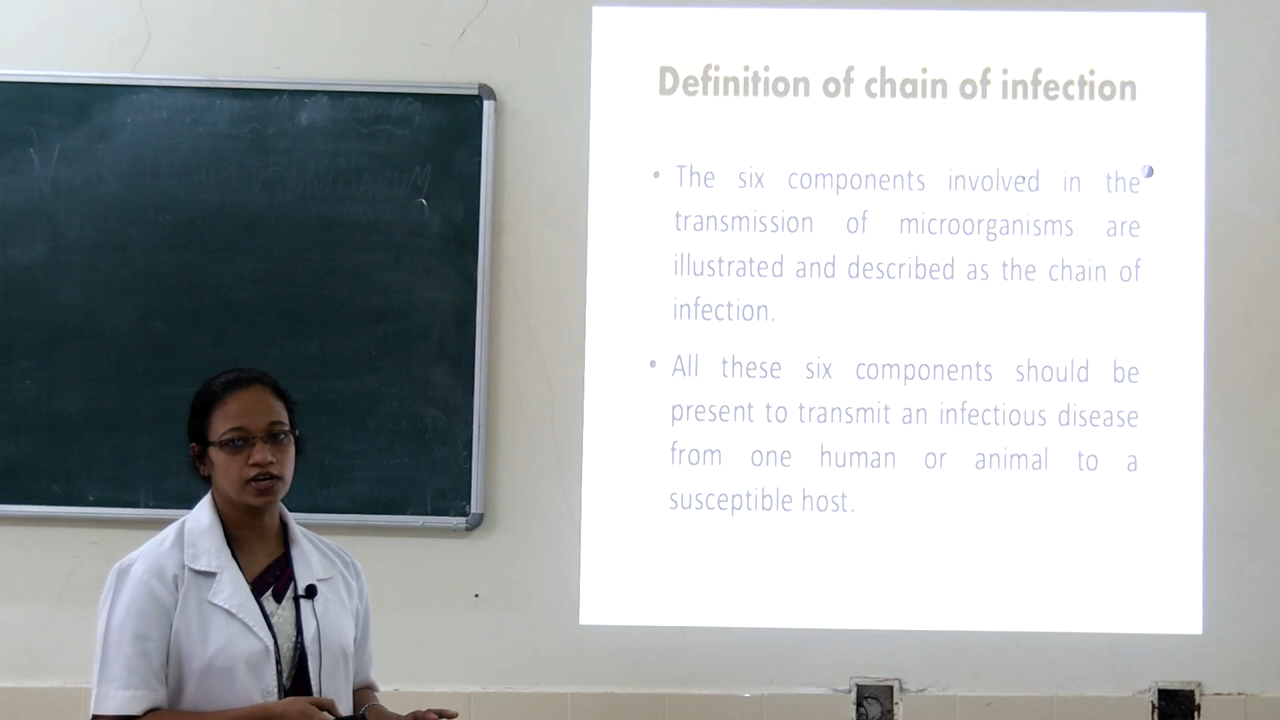 Definition of chain of infection
• The six components involved in the
transmission of microorganisms are
illustrated and described as the chain of
infection.
• All these six components should be
present to transmit an infectious disease
from one human or animal to a
susceptible host.